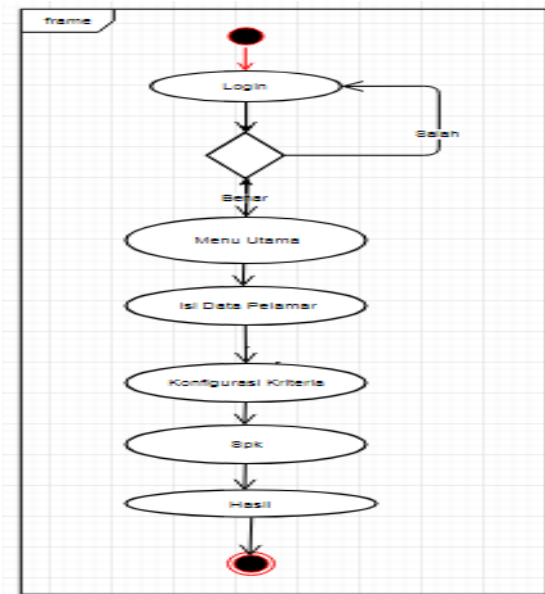 frame
Login
Salah
Benar
Menu Utama
Isi Data Pelamar
Konfigurasi Kriteria
Spk
Hasil